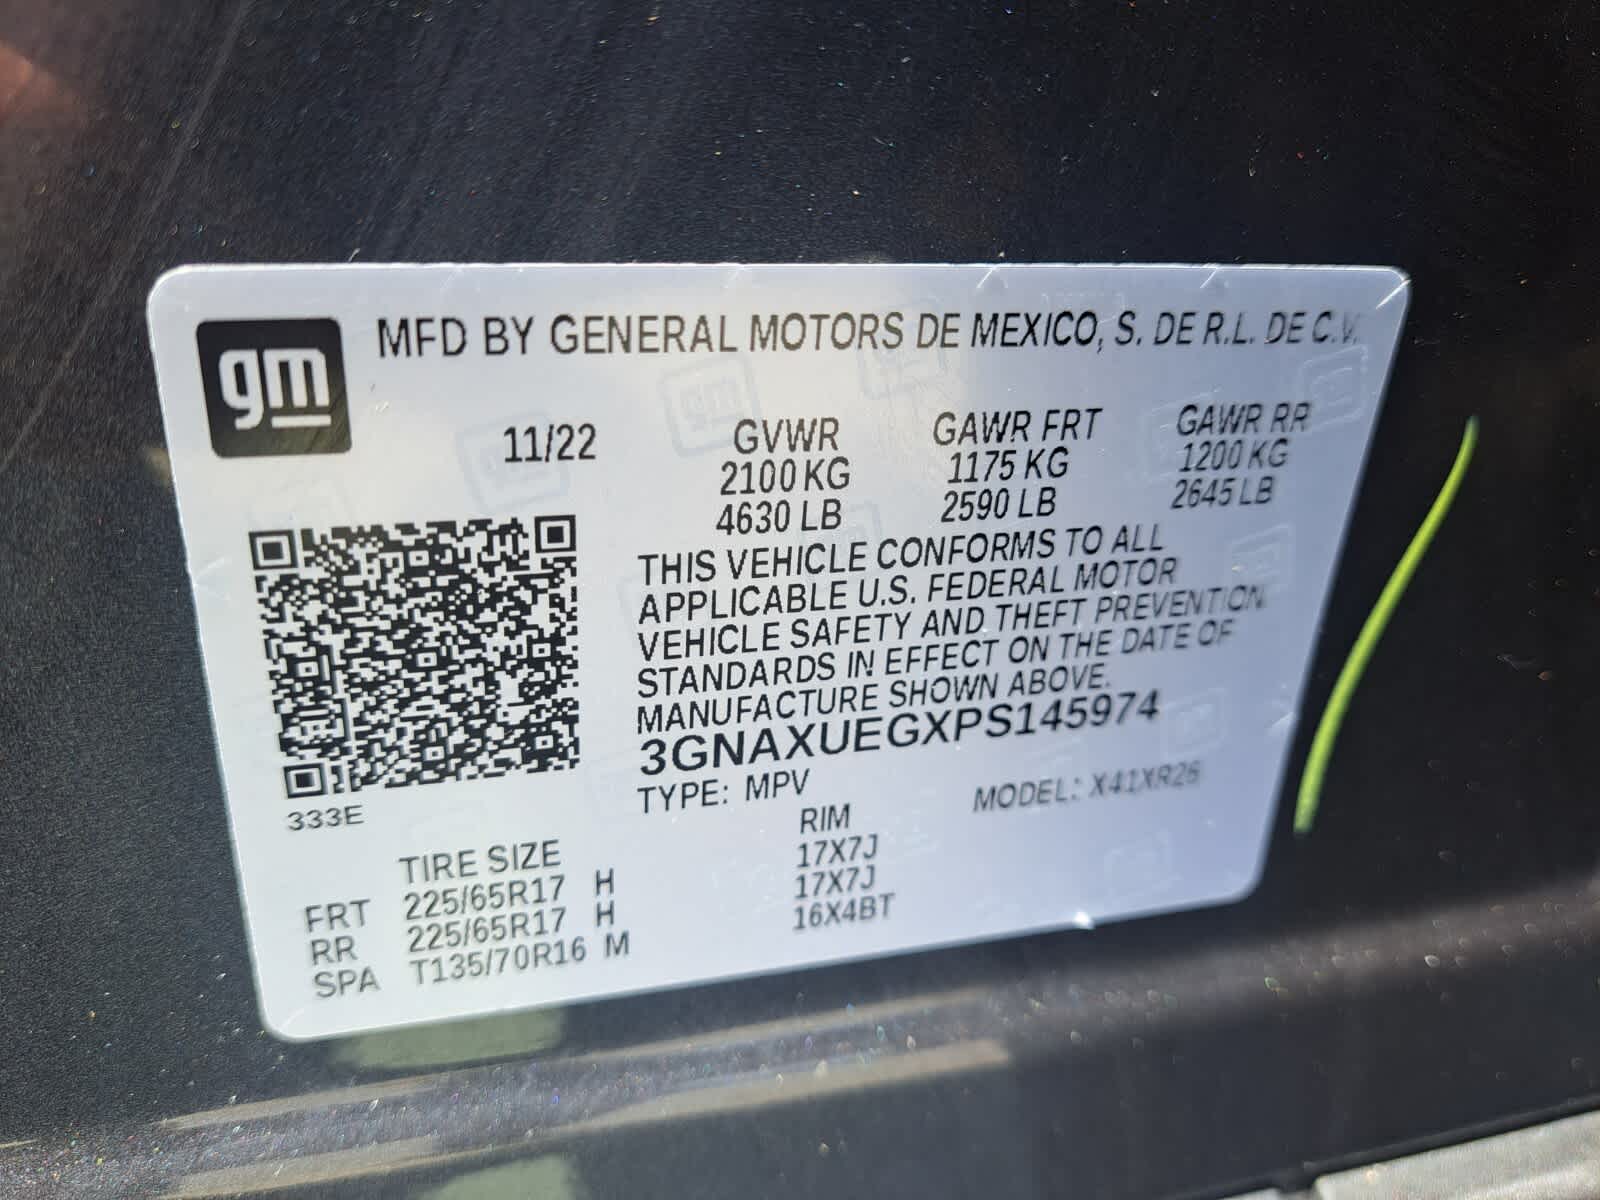 gm
MFD BY GENERAL MOTORS DE MEXICO, S. DE R.L. DE C.V.
11/22
GVWR GAWR FRT GAWR RR
2100 KG 1175 KG 1200 KG
4630 LB 2590 LB 2645 LB
THIS VEHICLE CONFORMS TO ALL
APPLICABLE U.S. FEDERAL MOTOR
VEHICLE SAFETY AND THEFT PREVENTION
STANDARDS IN EFFECT ON THE DATE OF
MANUFACTURE SHOWN ABOVE.
3GNAXUEGXPS145974
TYPE: MPV MODEL: X41XR26
333E
TIRE SIZE RIM
FRT 225/65R17 H 17X7J
RR 225/65R17 H 17X7J
SPA T135/70R16 M 16X4BT